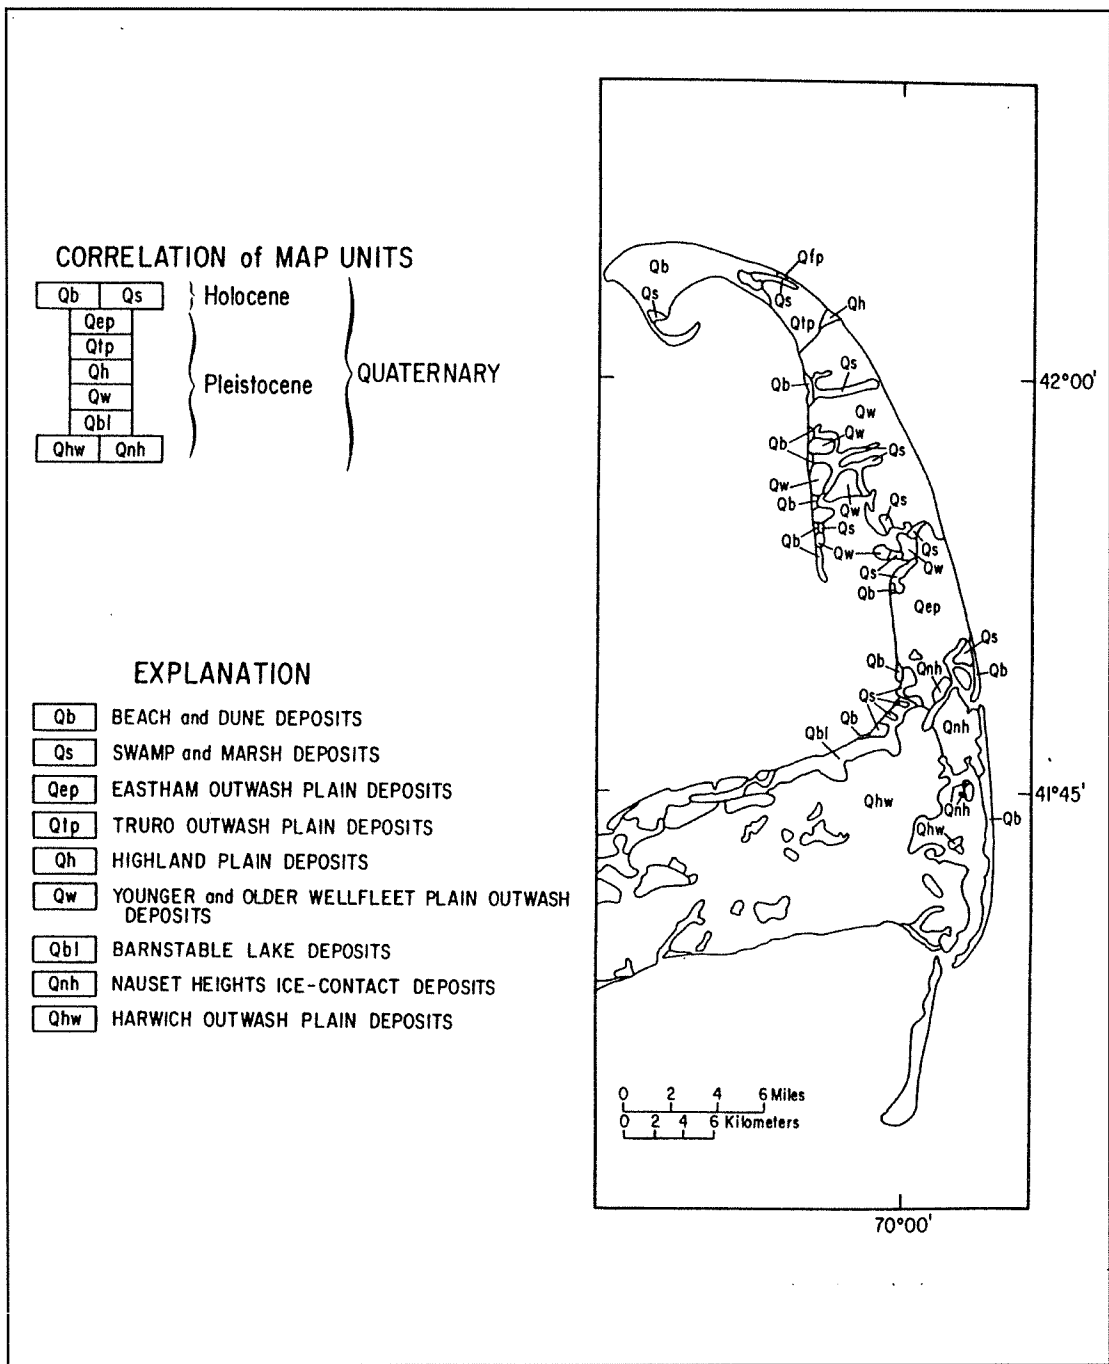 CORRELATION of MAP UNITS
Qb Qs Holocene
Qep
Qtp
Qh
Qw
Qbl
Qhw Qnh
Pleistocene
QUATERNARY
EXPLANATION
Qb BEACH and DUNE DEPOSITS
Qs SWAMP and MARSH DEPOSITS
Qep EASTHAM OUTWASH PLAIN DEPOSITS
Qtp TRURO OUTWASH PLAIN DEPOSITS
Qh HIGHLAND PLAIN DEPOSITS
Qw YOUNGER and OLDER WELLFLEET PLAIN OUTWASH
DEPOSITS
Qbl BARNSTABLE LAKE DEPOSITS
Qnh NAUSET HEIGHTS ICE-CONTACT DEPOSITS
Qhw HARWICH OUTWASH PLAIN DEPOSITS
Qfp
Qb
Qs
Qs
Qh
Qtp
Qs
42°00'
Qb
Qw
Qw
Qb
Qs
Qw
Qw
Qs
Qb
Qs
Qb
Qw
Qs
Qs
Qw
Qb
Qep
Qs
Qb
Qnh
Qb
Qs
Qb
Qbl
Qnh
41°45'
Qhw
Qnh
Qb
Qhw
0 2 4 6 Miles
0 2 4 6 Kilometers
70°00'